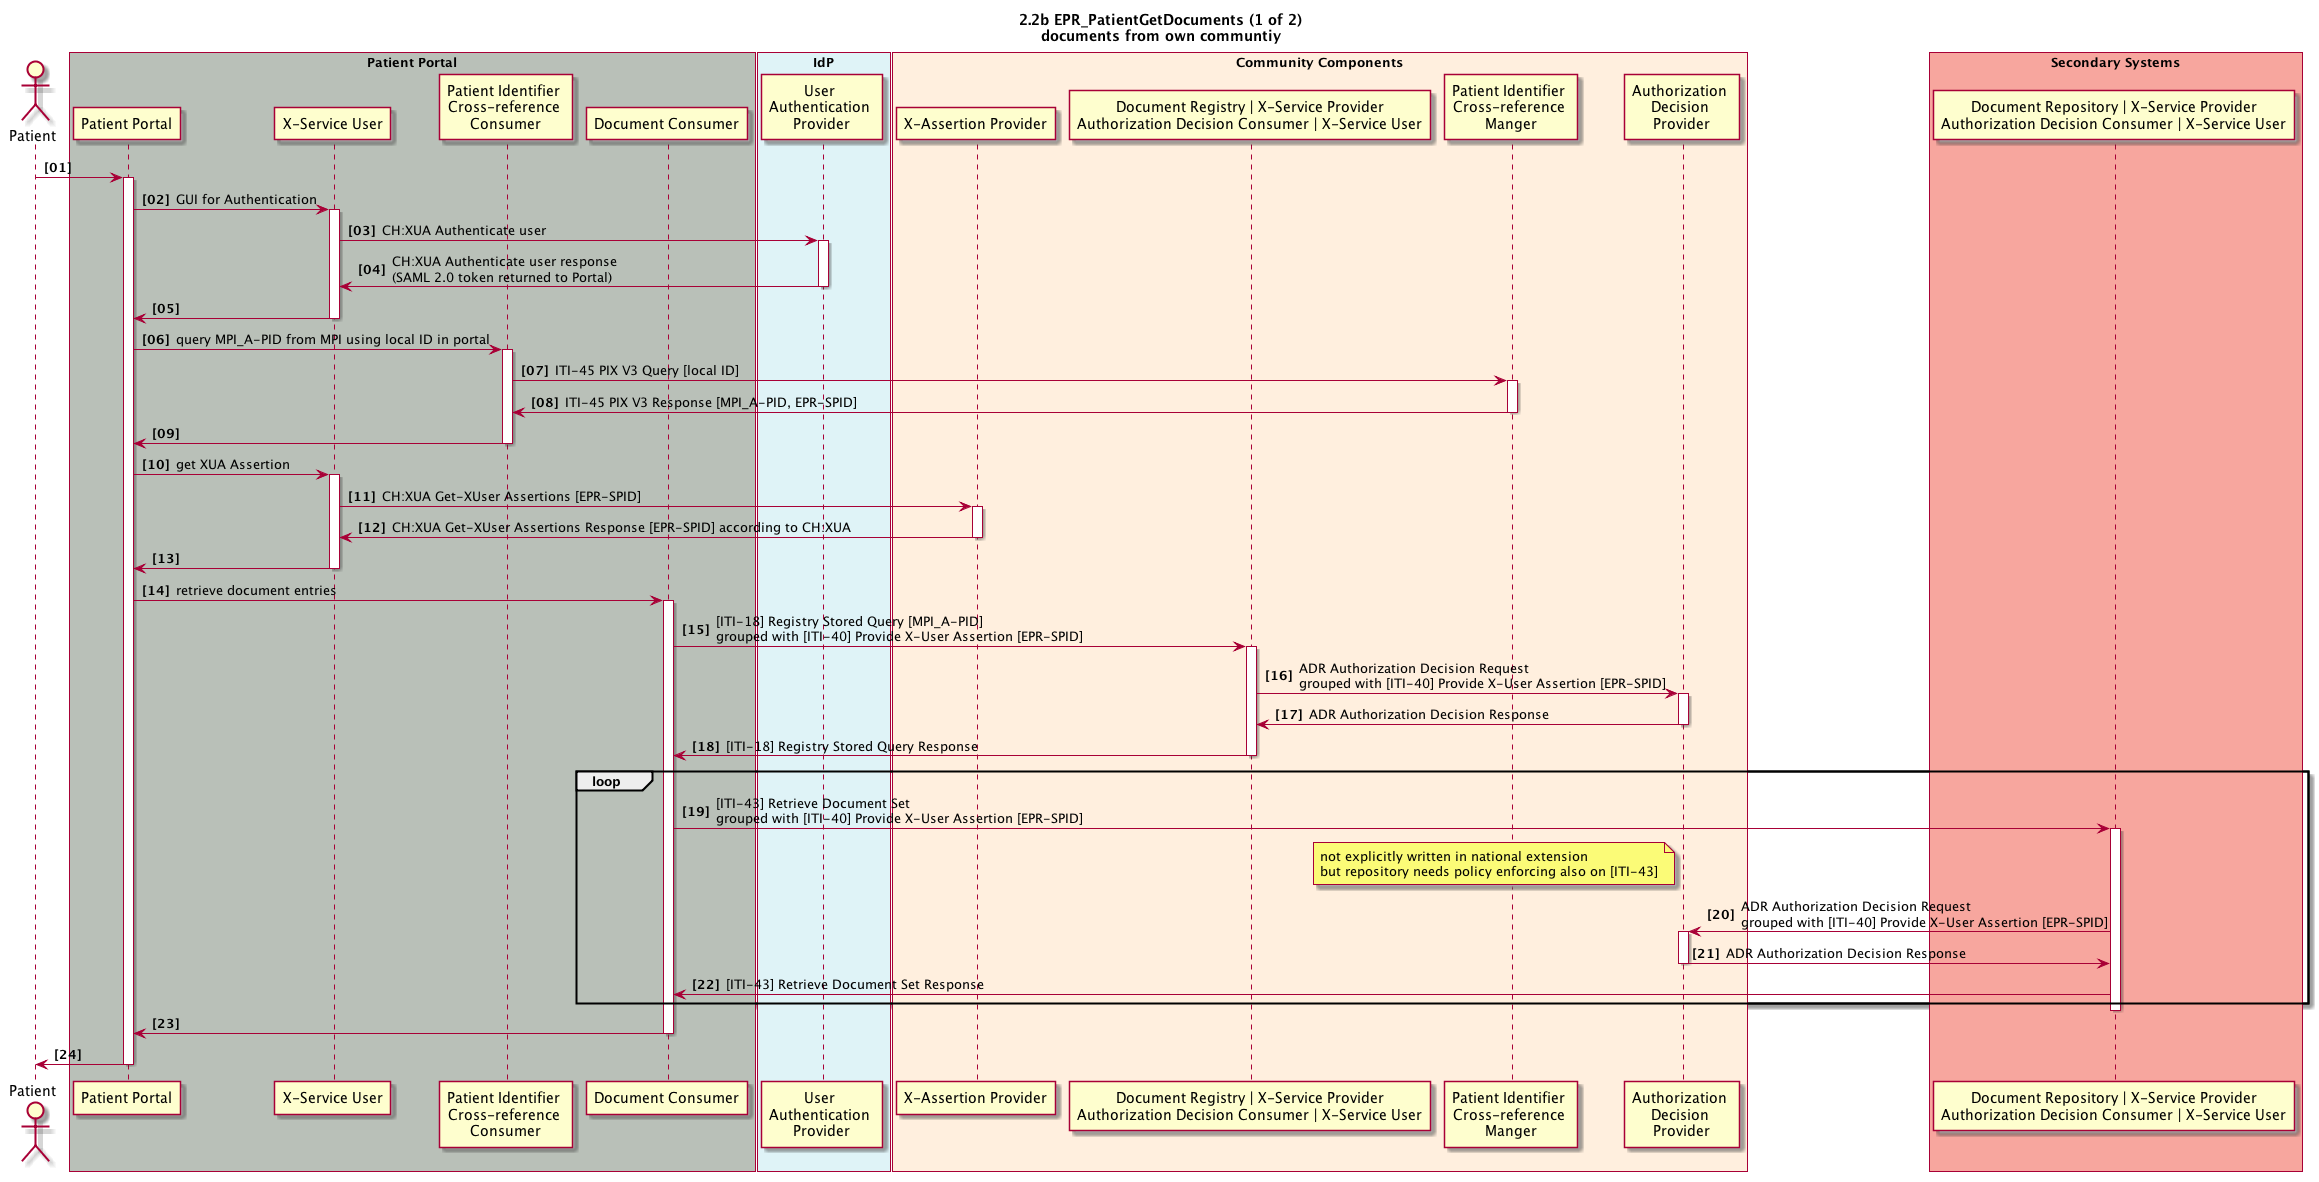 2.2b EPR_PatientGetDocuments (1 of 2)
documents from own communtiy
Patient Portal
IdP
Community Components
Secondary Systems
Patient
Patient Portal
X-Service User
Patient Identifier
Cross-reference
Consumer
Document Consumer
User
Authentication
Provider
X-Assertion Provider
Document Registry | X-Service Provider
Authorization Decision Consumer | X-Service User
Patient Identifier
Cross-reference
Manger
Authorization
Decision
Provider
Document Repository | X-Service Provider
Authorization Decision Consumer | X-Service User
[01]
[02] GUI for Authentication
[03] CH:XUA Authenticate user
[04] CH:XUA Authenticate user response
(SAML 2.0 token returned to Portal)
[05]
[06] query MPI_A-PID from MPI using local ID in portal
[07] ITI-45 PIX V3 Query [local ID]
[08] ITI-45 PIX V3 Response [MPI_A-PID, EPR-SPID]
[09]
[10] get XUA Assertion
[11] CH:XUA Get-XUser Assertions [EPR-SPID]
[12] CH:XUA Get-XUser Assertions Response [EPR-SPID] according to CH:XUA
[13]
[14] retrieve document entries
[15] [ITI-18] Registry Stored Query [MPI_A-PID]
grouped with [ITI-40] Provide X-User Assertion [EPR-SPID]
[16] ADR Authorization Decision Request
grouped with [ITI-40] Provide X-User Assertion [EPR-SPID]
[17] ADR Authorization Decision Response
[18] [ITI-18] Registry Stored Query Response
loop
[19] [ITI-43] Retrieve Document Set
grouped with [ITI-40] Provide X-User Assertion [EPR-SPID]
not explicitly written in national extension
but repository needs policy enforcing also on [ITI-43]
[20] ADR Authorization Decision Request
grouped with [ITI-40] Provide X-User Assertion [EPR-SPID]
[21] ADR Authorization Decision Response
[22] [ITI-43] Retrieve Document Set Response
[23]
[24]
Patient
Patient Portal
X-Service User
Patient Identifier
Cross-reference
Consumer
Document Consumer
User
Authentication
Provider
X-Assertion Provider
Document Registry | X-Service Provider
Authorization Decision Consumer | X-Service User
Patient Identifier
Cross-reference
Manger
Authorization
Decision
Provider
Document Repository | X-Service Provider
Authorization Decision Consumer | X-Service User